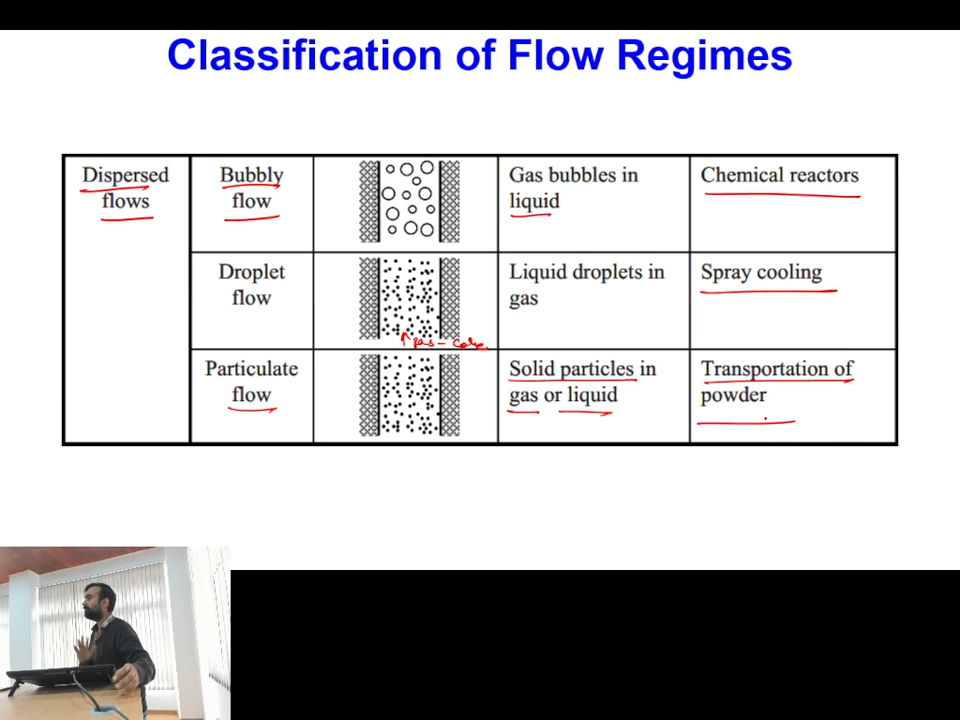 Classification of Flow Regimes
Dispersed
flows
Bubbly
flow
Gas bubbles in
liquid
Chemical reactors
Droplet
flow
Liquid droplets in
gas
Spray cooling
gas –
Particulate
flow
Solid particles in
gas or liquid
Transportation of
powder